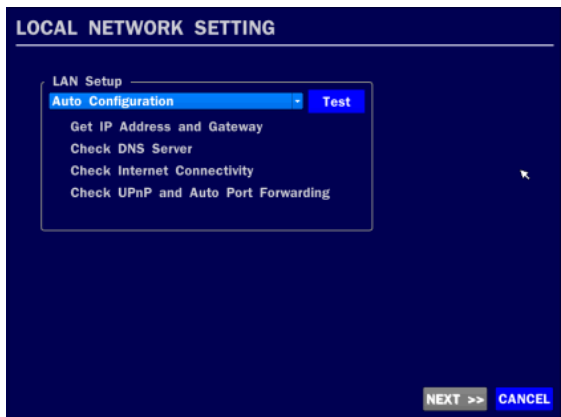 LOCAL NETWORK SETTING
LAN Setup
Auto Configuration
Test
Get IP Address and Gateway
Check DNS Server
Check Internet Connectivity
Check UPnP and Auto Port Forwarding
NEXT >> CANCEL